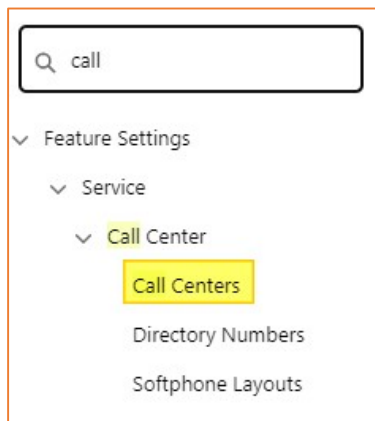 call
Feature Settings
Service
Call Center
Call Centers
Directory Numbers
Softphone Layouts